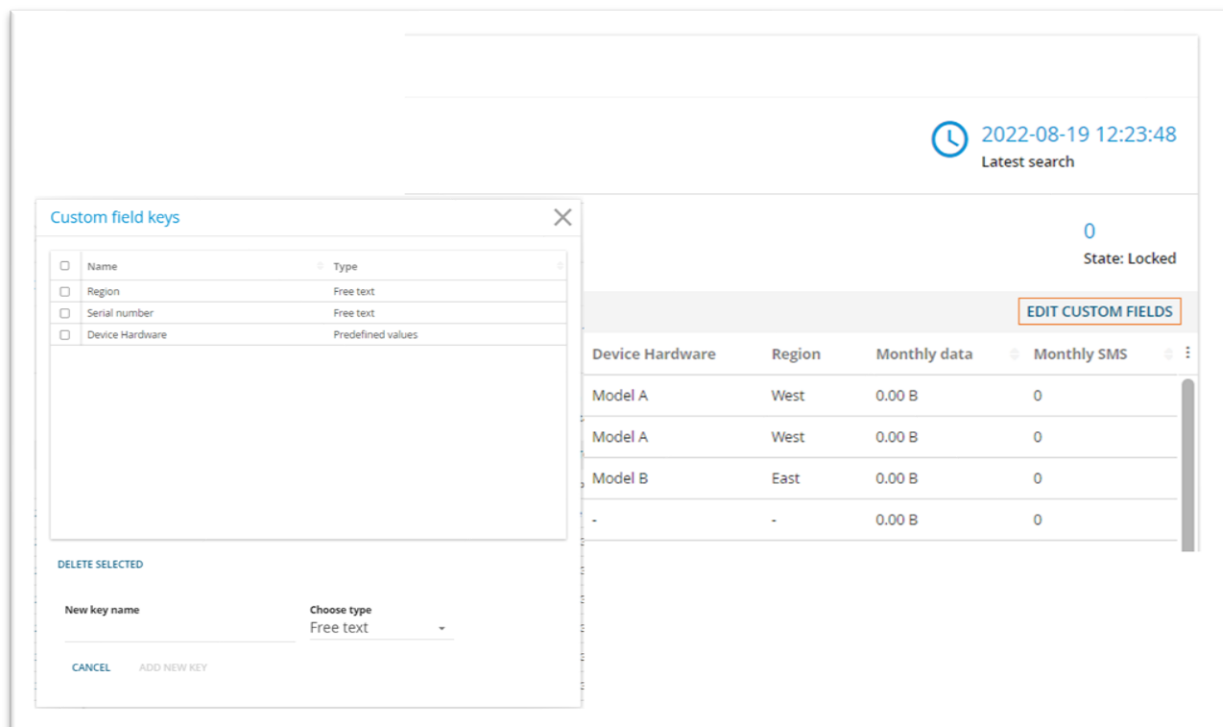 2022-08-19 12:23:48
Latest search
0
State: Locked
EDIT CUSTOM FIELDS
Device Hardware Region Monthly data Monthly SMS
Model A West 0.00 B 0
Model A West 0.00 B 0
Model B East 0.00 B 0
- - 0.00 B 0
Custom field keys
Name Type
Region Free text
Serial number Free text
Device Hardware Predefined values
DELETE SELECTED
New key name Choose type
Free text
CANCEL ADD NEW KEY